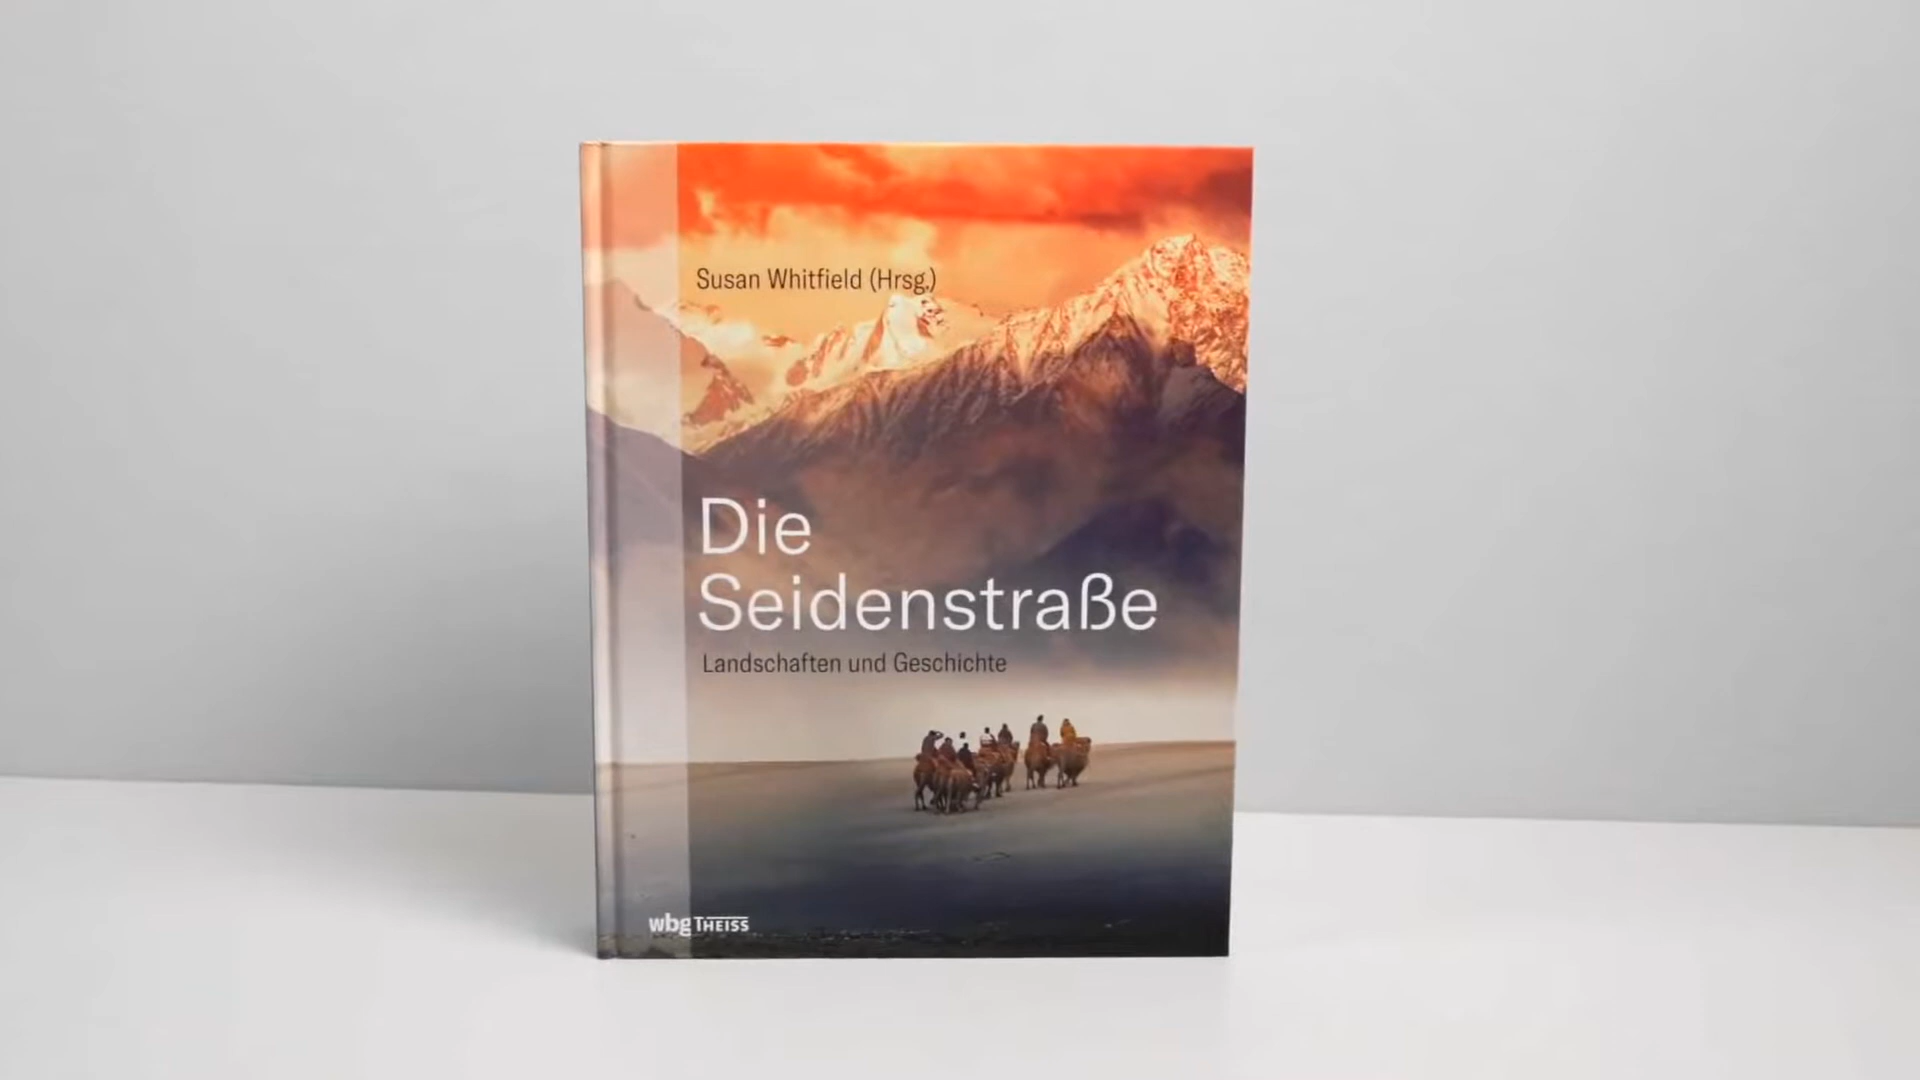 Susan Whitfield (Hrsg.)
Die
Seidenstraße
Landschaften und Geschichte
wbg THEISS